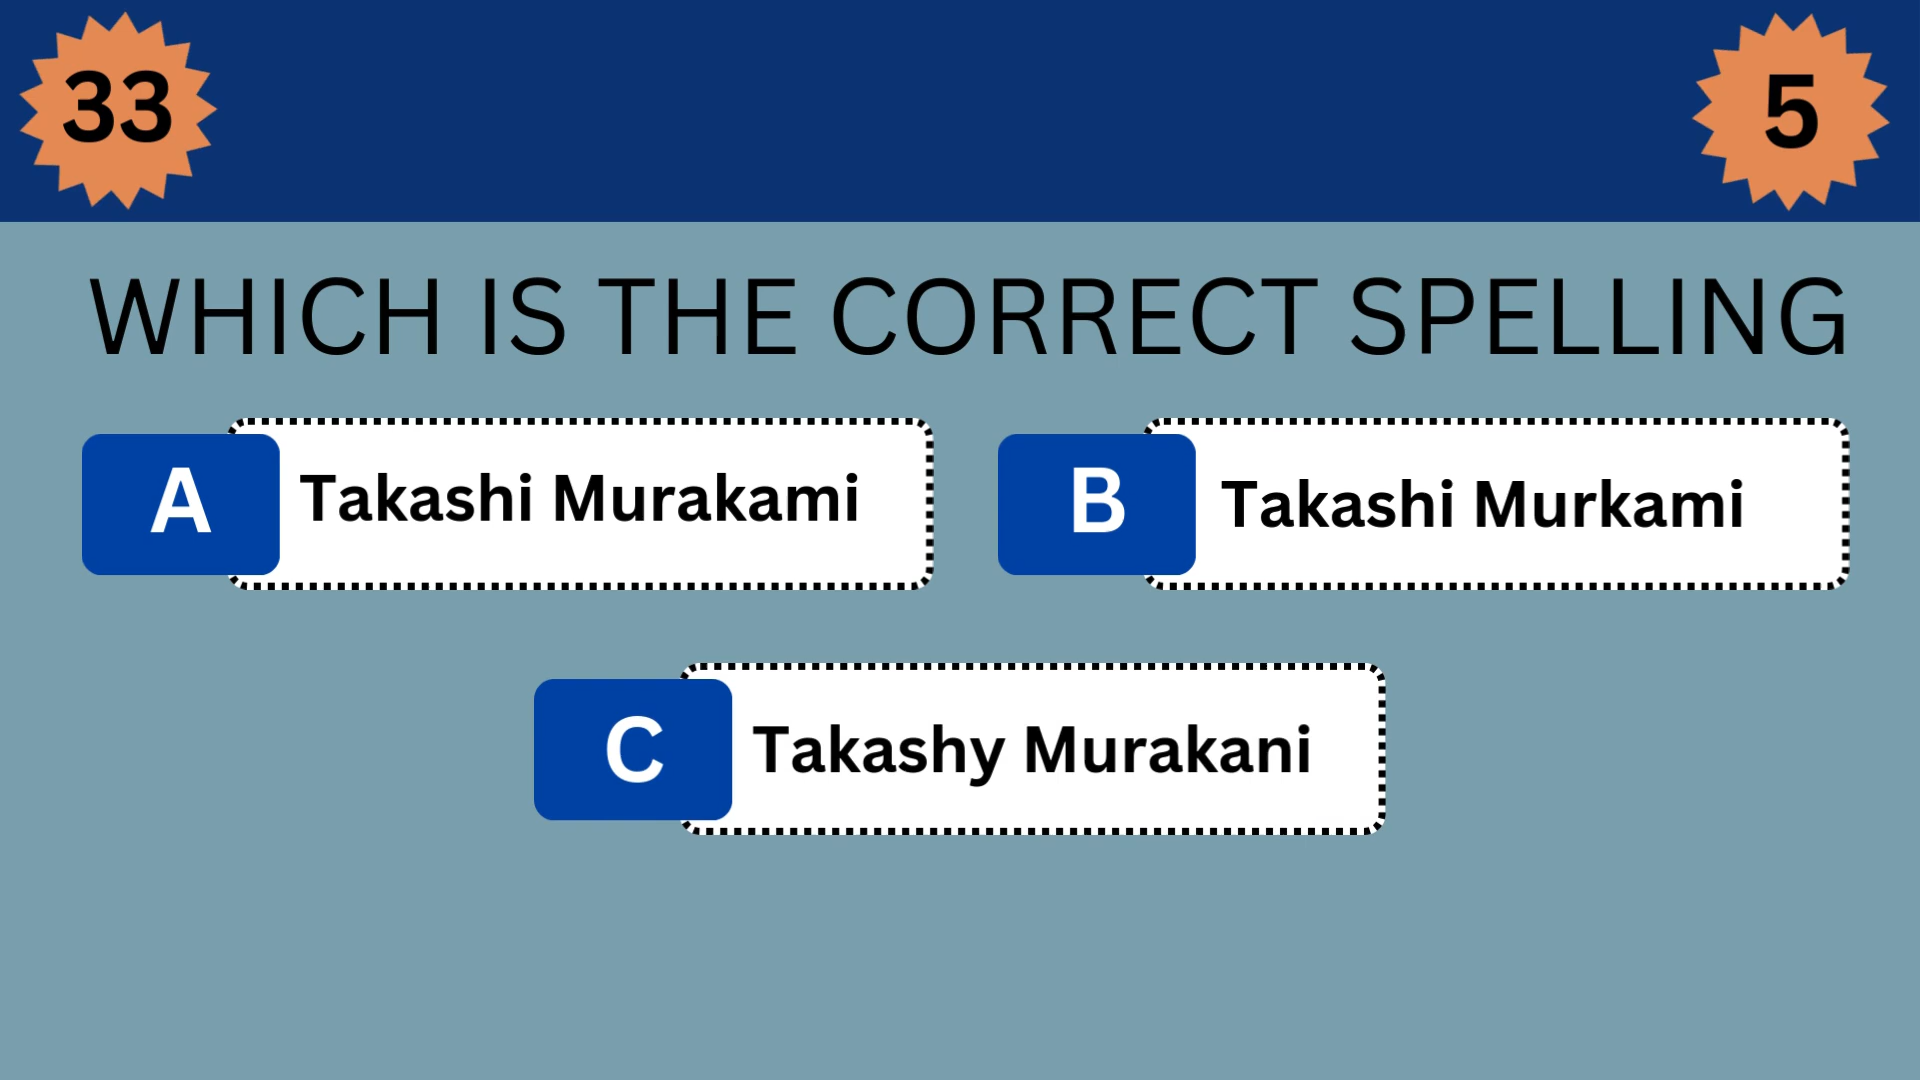 33
5
WHICH IS THE CORRECT SPELLING
A
Takashi Murakami
B
Takashi Murkami
C
Takashy Murakani